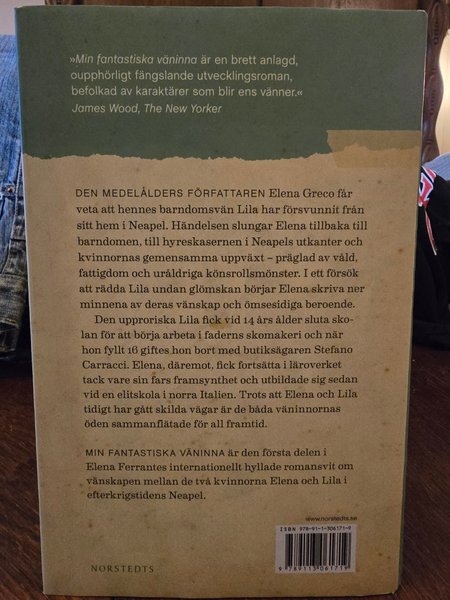 »Min fantastiska väninna är en brett anlagd,
oupphörligt fängslande utvecklingsroman,
befolkad av karaktärer som blir ens vänner.«
James Wood, The New Yorker
DEN MEDELÅLDERS FÖRFATTAREN Elena Greco får
veta att hennes barndomsvän Lila har försvunnit från
sitt hem i Neapel. Händelsen slungar Elena tillbaka till
barndomen, till hyreskasernen i Neapels utkanter och
kvinnornas gemensamma uppväxt – präglad av våld,
fattigdom och uråldriga könsrollsmönster. I ett försök
att rädda Lila undan glömskan börjar Elena skriva ner
minnena av deras vänskap och ömsesidiga beroende.
Den upproriska Lila fick vid 14 års ålder sluta sko-
lan för att börja arbeta i faderns skomakeri och när
hon fyllt 16 giftes hon bort med butiksägaren Stefano
Carracci. Elena, däremot, fick fortsätta i läroverket
tack vare sin fars framsynthet och utbildade sig sedan
vid en elitskola i norra Italien. Trots att Elena och Lila
tidigt har gått skilda vägar är de båda väninnornas
öden sammanflätade för all framtid.
MIN FANTASTISKA VÄNINNA är den första delen i
Elena Ferrantes internationellt hyllade romansvit om
vänskapen mellan de två kvinnorna Elena och Lila i
efterkrigstidens Neapel.
www.norstedts.se
ISBN 978-91-1-306171-9
9 789113 061719
NORSTEDTS